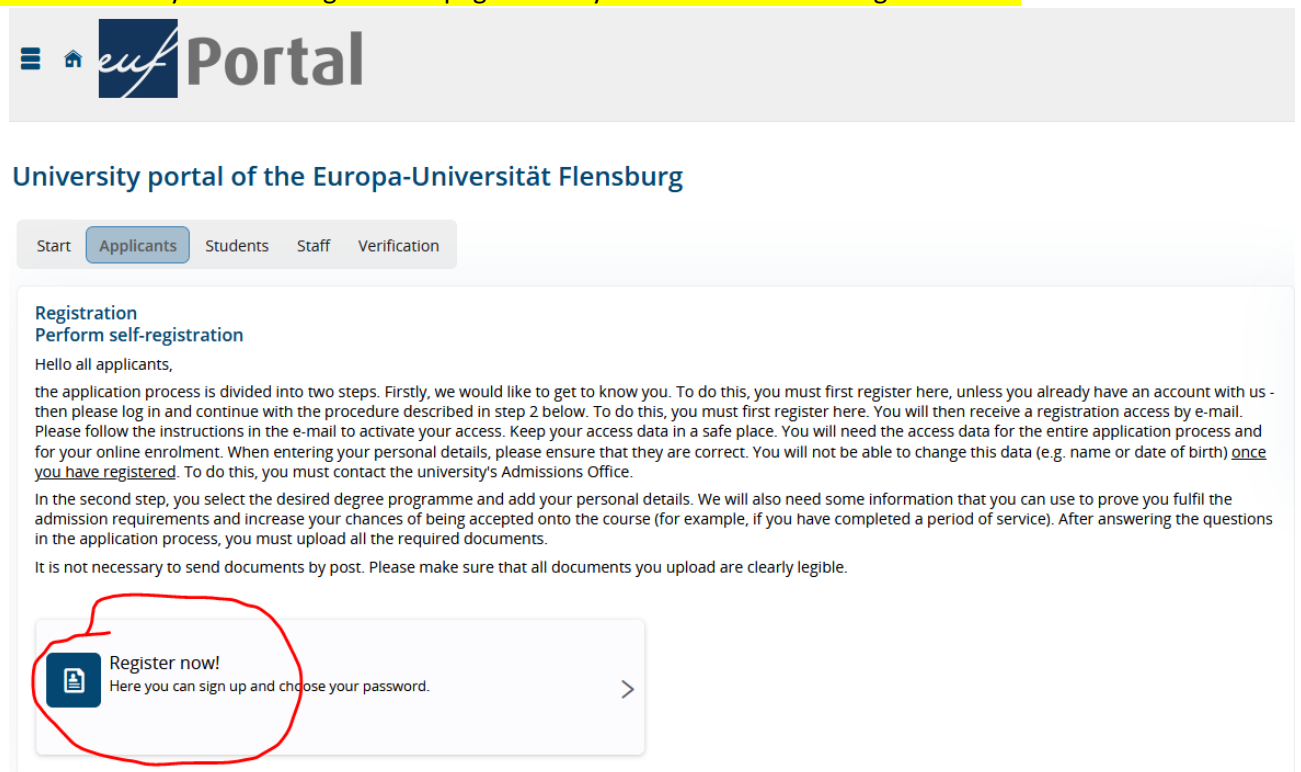 euf Portal
University portal of the Europa-Universität Flensburg
Start Applicants Students Staff Verification
Registration
Perform self-registration
Hello all applicants,
the application process is divided into two steps. Firstly, we would like to get to know you. To do this, you must first register here, unless you already have an account with us -
then please log in and continue with the procedure described in step 2 below. To do this, you must first register here. You will then receive a registration access by e-mail.
Please follow the instructions in the e-mail to activate your access. Keep your access data in a safe place. You will need the access data for the entire application process and
for your online enrolment. When entering your personal details, please ensure that they are correct. You will not be able to change this data (e.g. name or date of birth) once
you have registered. To do this, you must contact the university's Admissions Office.
In the second step, you select the desired degree programme and add your personal details. We will also need some information that you can use to prove you fulfil the
admission requirements and increase your chances of being accepted onto the course (for example, if you have completed a period of service). After answering the questions
in the application process, you must upload all the required documents.
It is not necessary to send documents by post. Please make sure that all documents you upload are clearly legible.
Register now!
Here you can sign up and choose your password.